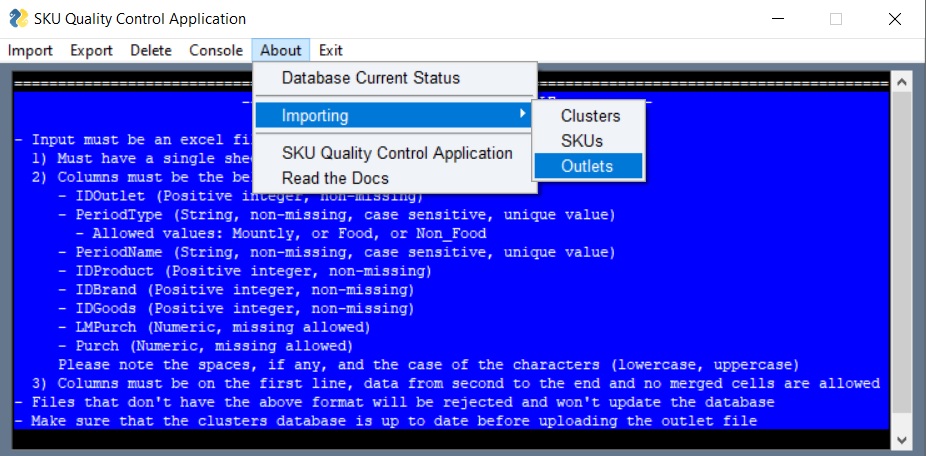 SKU Quality Control Application
Import Export Delete Console About Exit
Database Current Status
Importing
SKU Quality Control Application
Read the Docs
Clusters
SKUs
Outlets
- Input must be an excel
1) Must have a single
2) Columns must be the
- IDOutlet (Positive integer, non-missing)
- PeriodType (String, non-missing, case sensitive, unique value)
- Allowed values: Mountly, or Food, or Non_Food
- PeriodName (String, non-missing, case sensitive, unique value)
- IDProduct (Positive integer, non-missing)
- IDBrand (Positive integer, non-missing)
- IDGoods (Positive integer, non-missing)
- LMPurch (Numeric, missing allowed)
- Purch (Numeric, missing allowed)
Please note the spaces, if any, and the case of the characters (lowercase, uppercase)
3) Columns must be on the first line, data from second to the end and no merged cells are allowed
- Files that don't have the above format will be rejected and won't update the database
- Make sure that the clusters database is up to date before uploading the outlet file